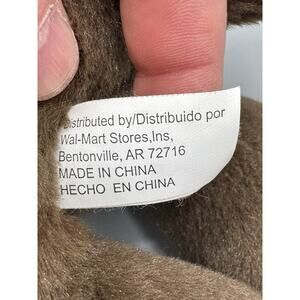 Distributed by/Distribuido por
Wal-Mart Stores,Ins,
Bentonville, AR 72716
MADE IN CHINA
HECHO EN CHINA